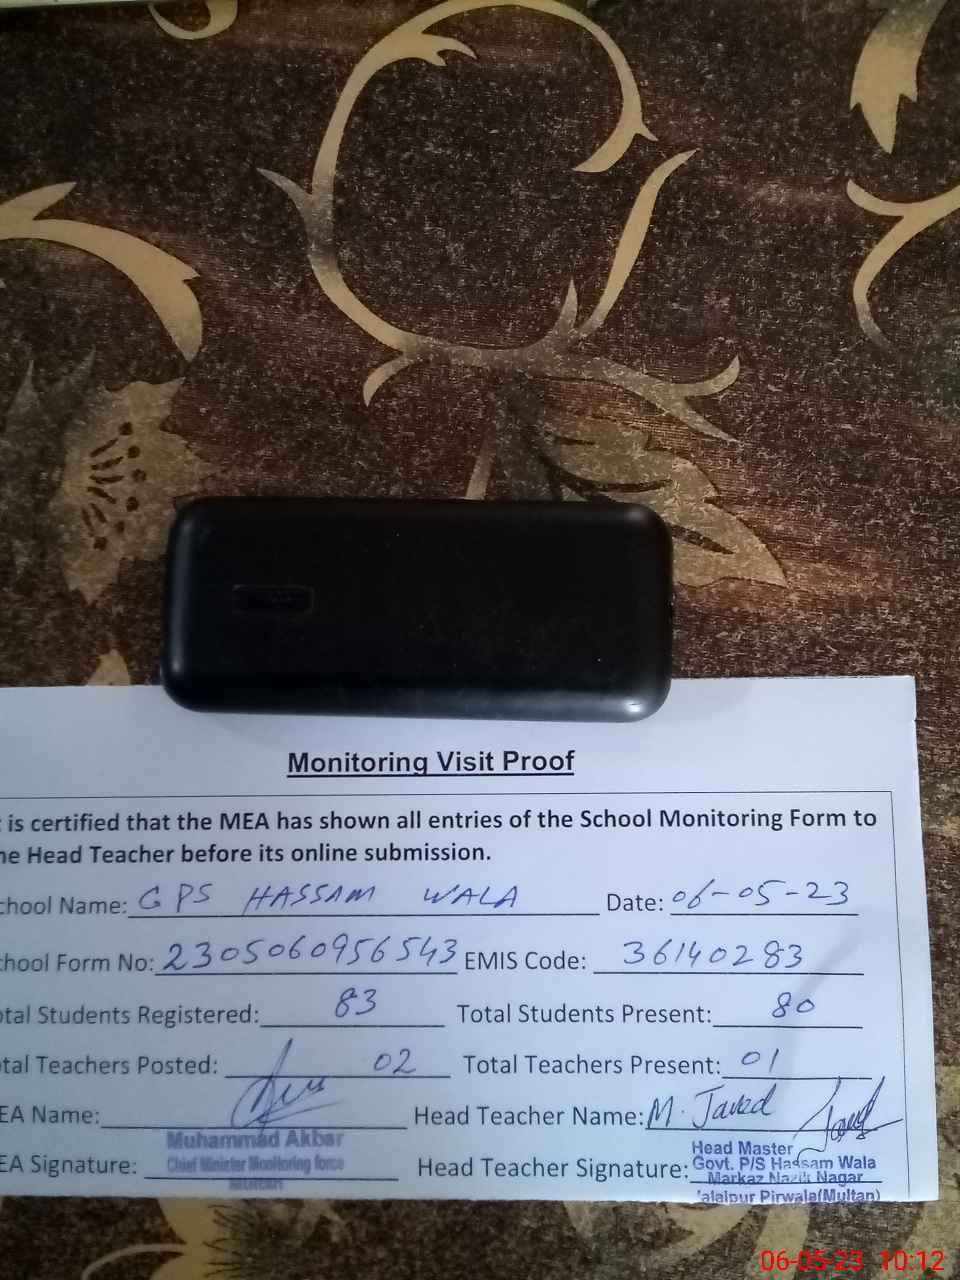 Monitoring Visit Proof
is certified that the MEA has shown all entries of the School Monitoring Form to
he Head Teacher before its online submission.
chool Name: GPS HASSAM WALA Date: 06-05-23
chool Form No: 2305060956543 EMIS Code: 36140283
otal Students Registered: 83 Total Students Present: 80
tal Teachers Posted: 02 Total Teachers Present: 01
EA Name: Head Teacher Name: M. Javed
Muhammad Akbar
EA Signature: Chief Minister Monitoring force
Multan
Head Teacher Signature:
Head Master
Govt. P/S Hassam Wala
Markaz Nazik Nagar
'alalpur Pirwala(Multan)
06-05-23 10:12